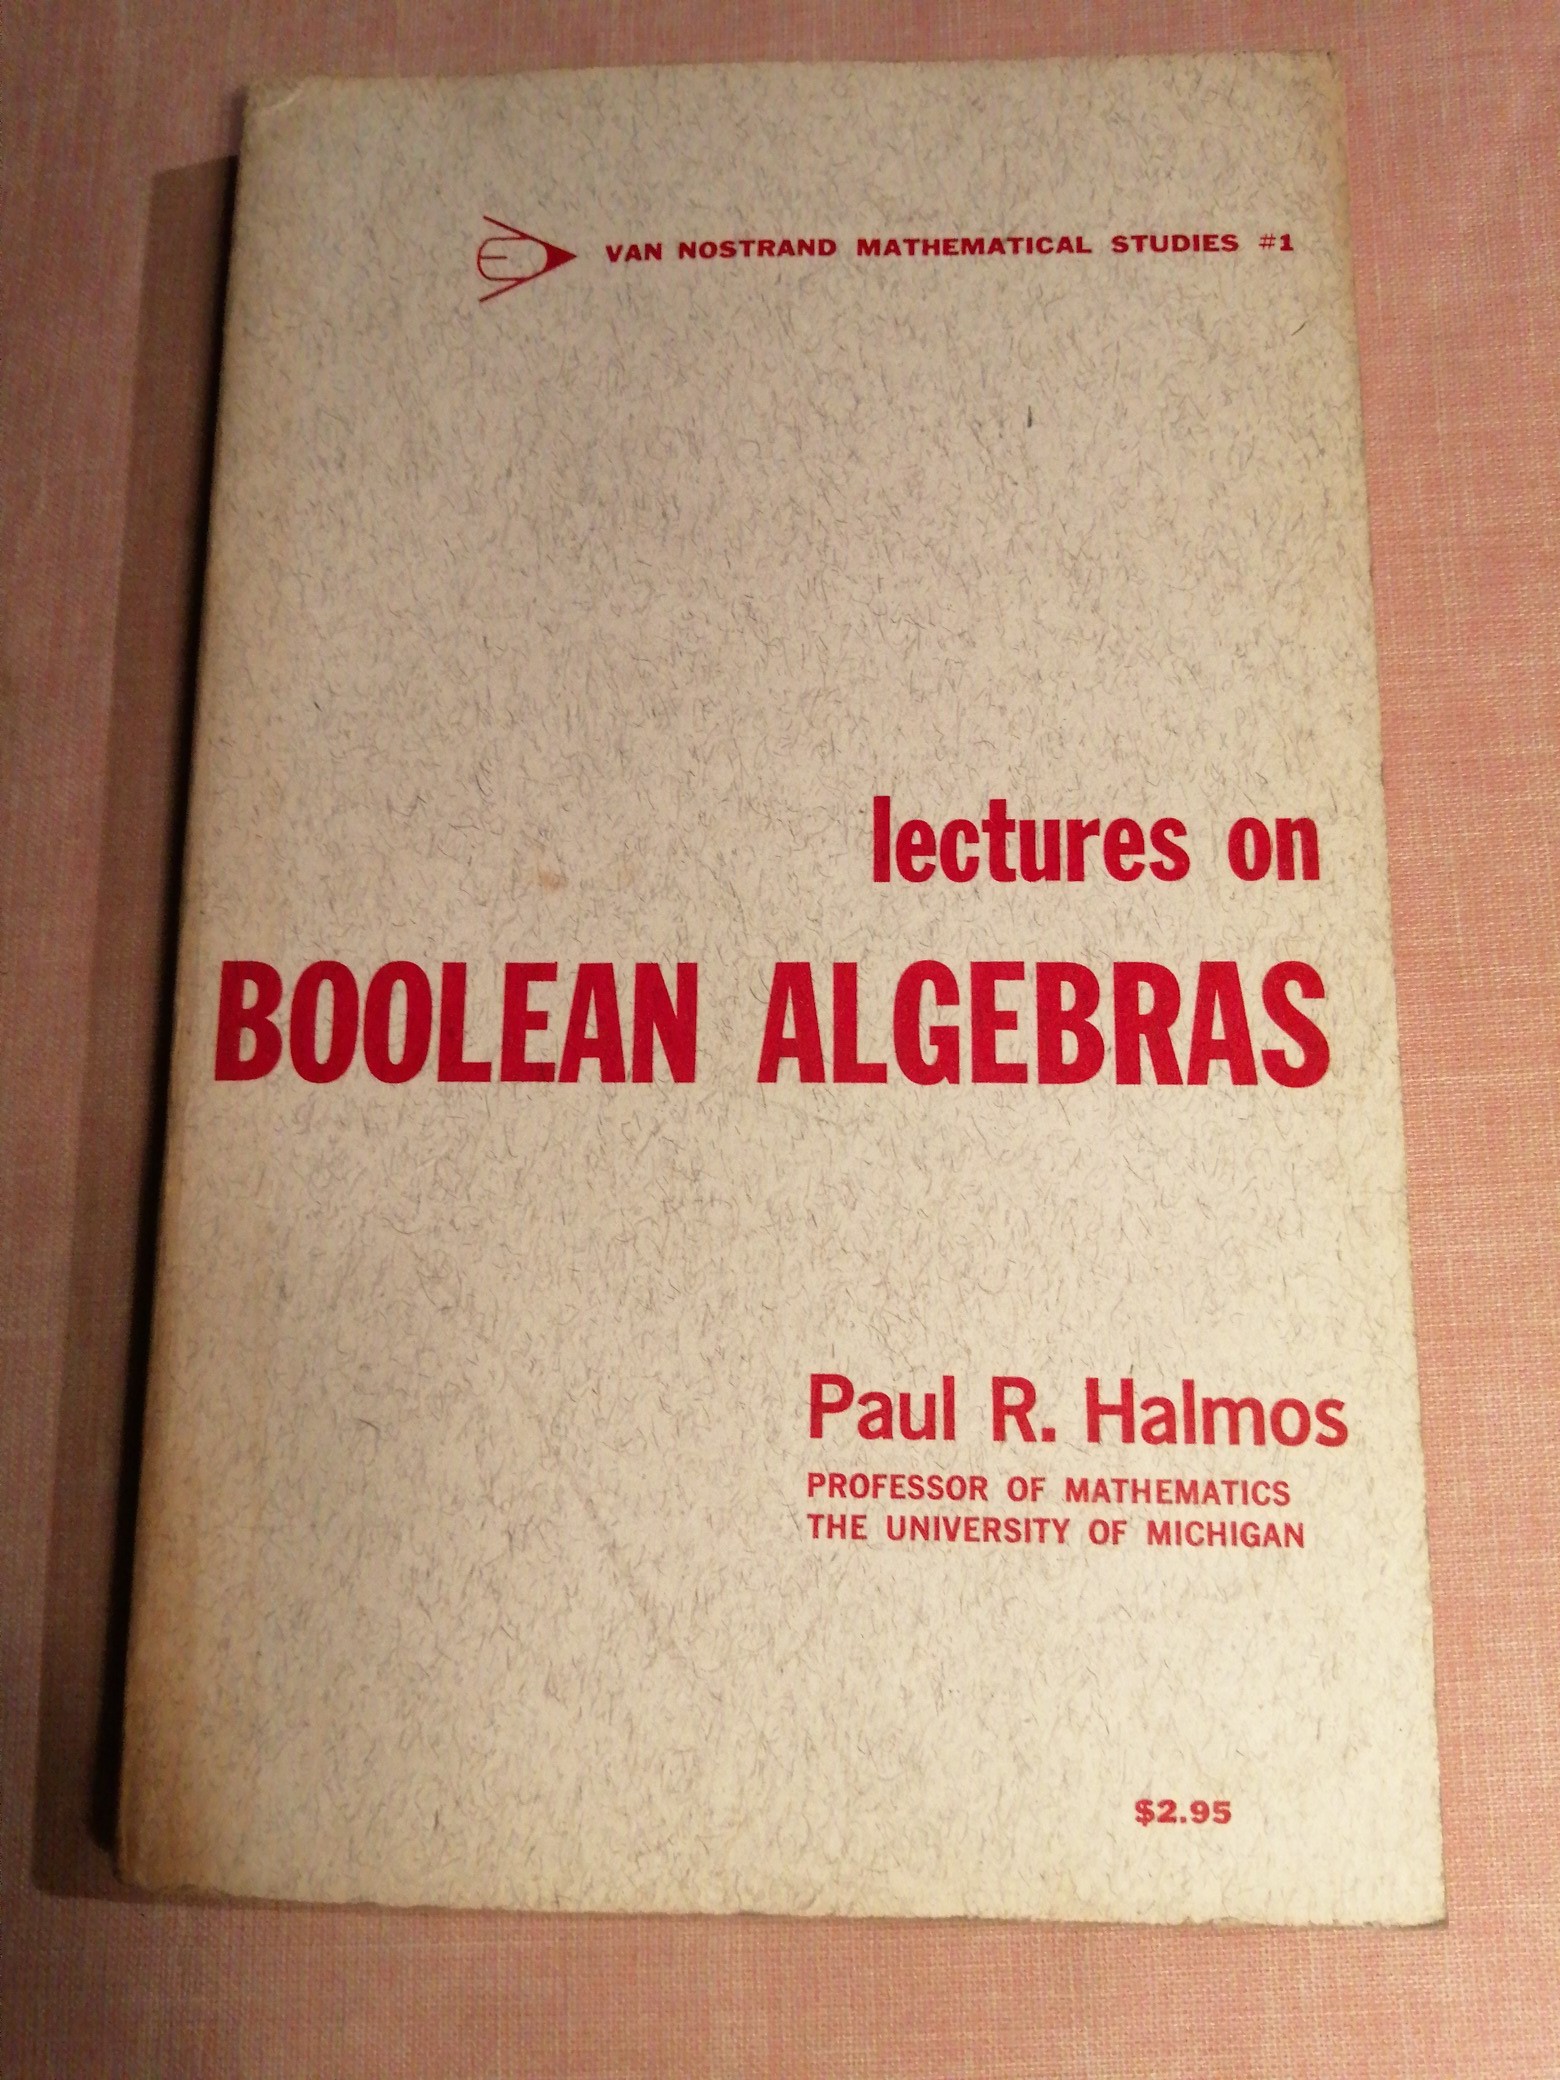 VAN NOSTRAND MATHEMATICAL STUDIES #1
lectures on
BOOLEAN ALGEBRAS
Paul R. Halmos
PROFESSOR OF MATHEMATICS
THE UNIVERSITY OF MICHIGAN
$2.95